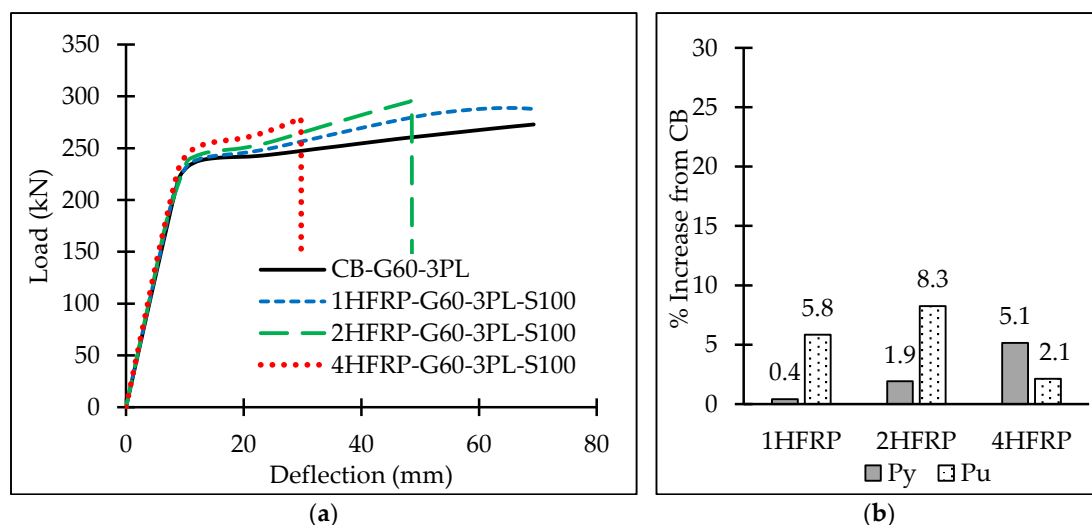 350
300
250
200
150
100
50
0
Load (kN)
CB-G60-3PL
1HFRP-G60-3PL-S100
2HFRP-G60-3PL-S100
4HFRP-G60-3PL-S100
0 20 40 60 80
Deflection (mm)
(a)
30
25
20
15
10
5
0
% Increase from CB
0.4 5.8 1.9 8.3 5.1 2.1
1HFRP 2HFRP 4HFRP
Py Pu
(b)